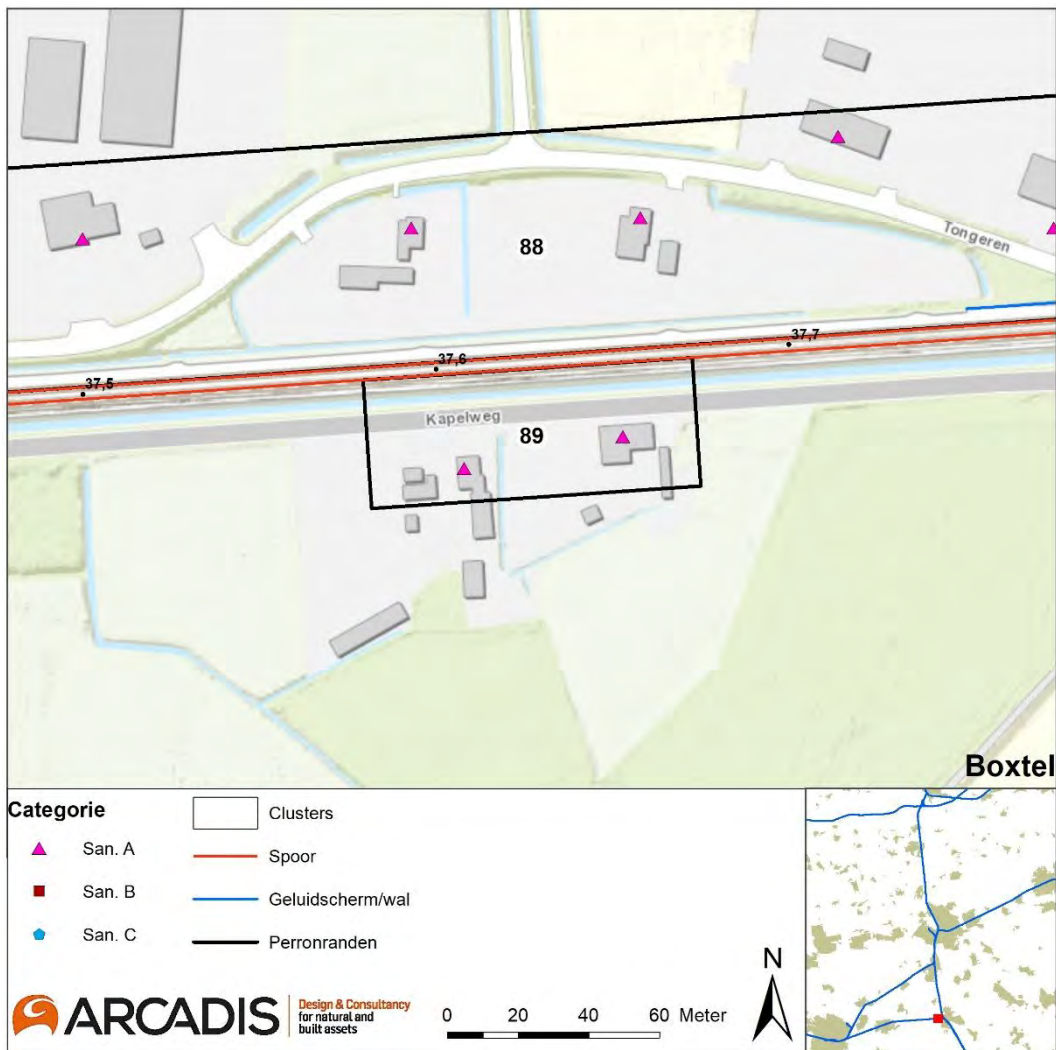 88
Tongeren
37,7
37,6
37,5
Kapelweg
89
Boxtel
Categorie
San. A
San. B
San. C
Clusters
Spoor
Geluidscherm/wal
Perronranden
N
ARCADIS
Design & Consultancy
for natural and
built assets
0 20 40 60 Meter